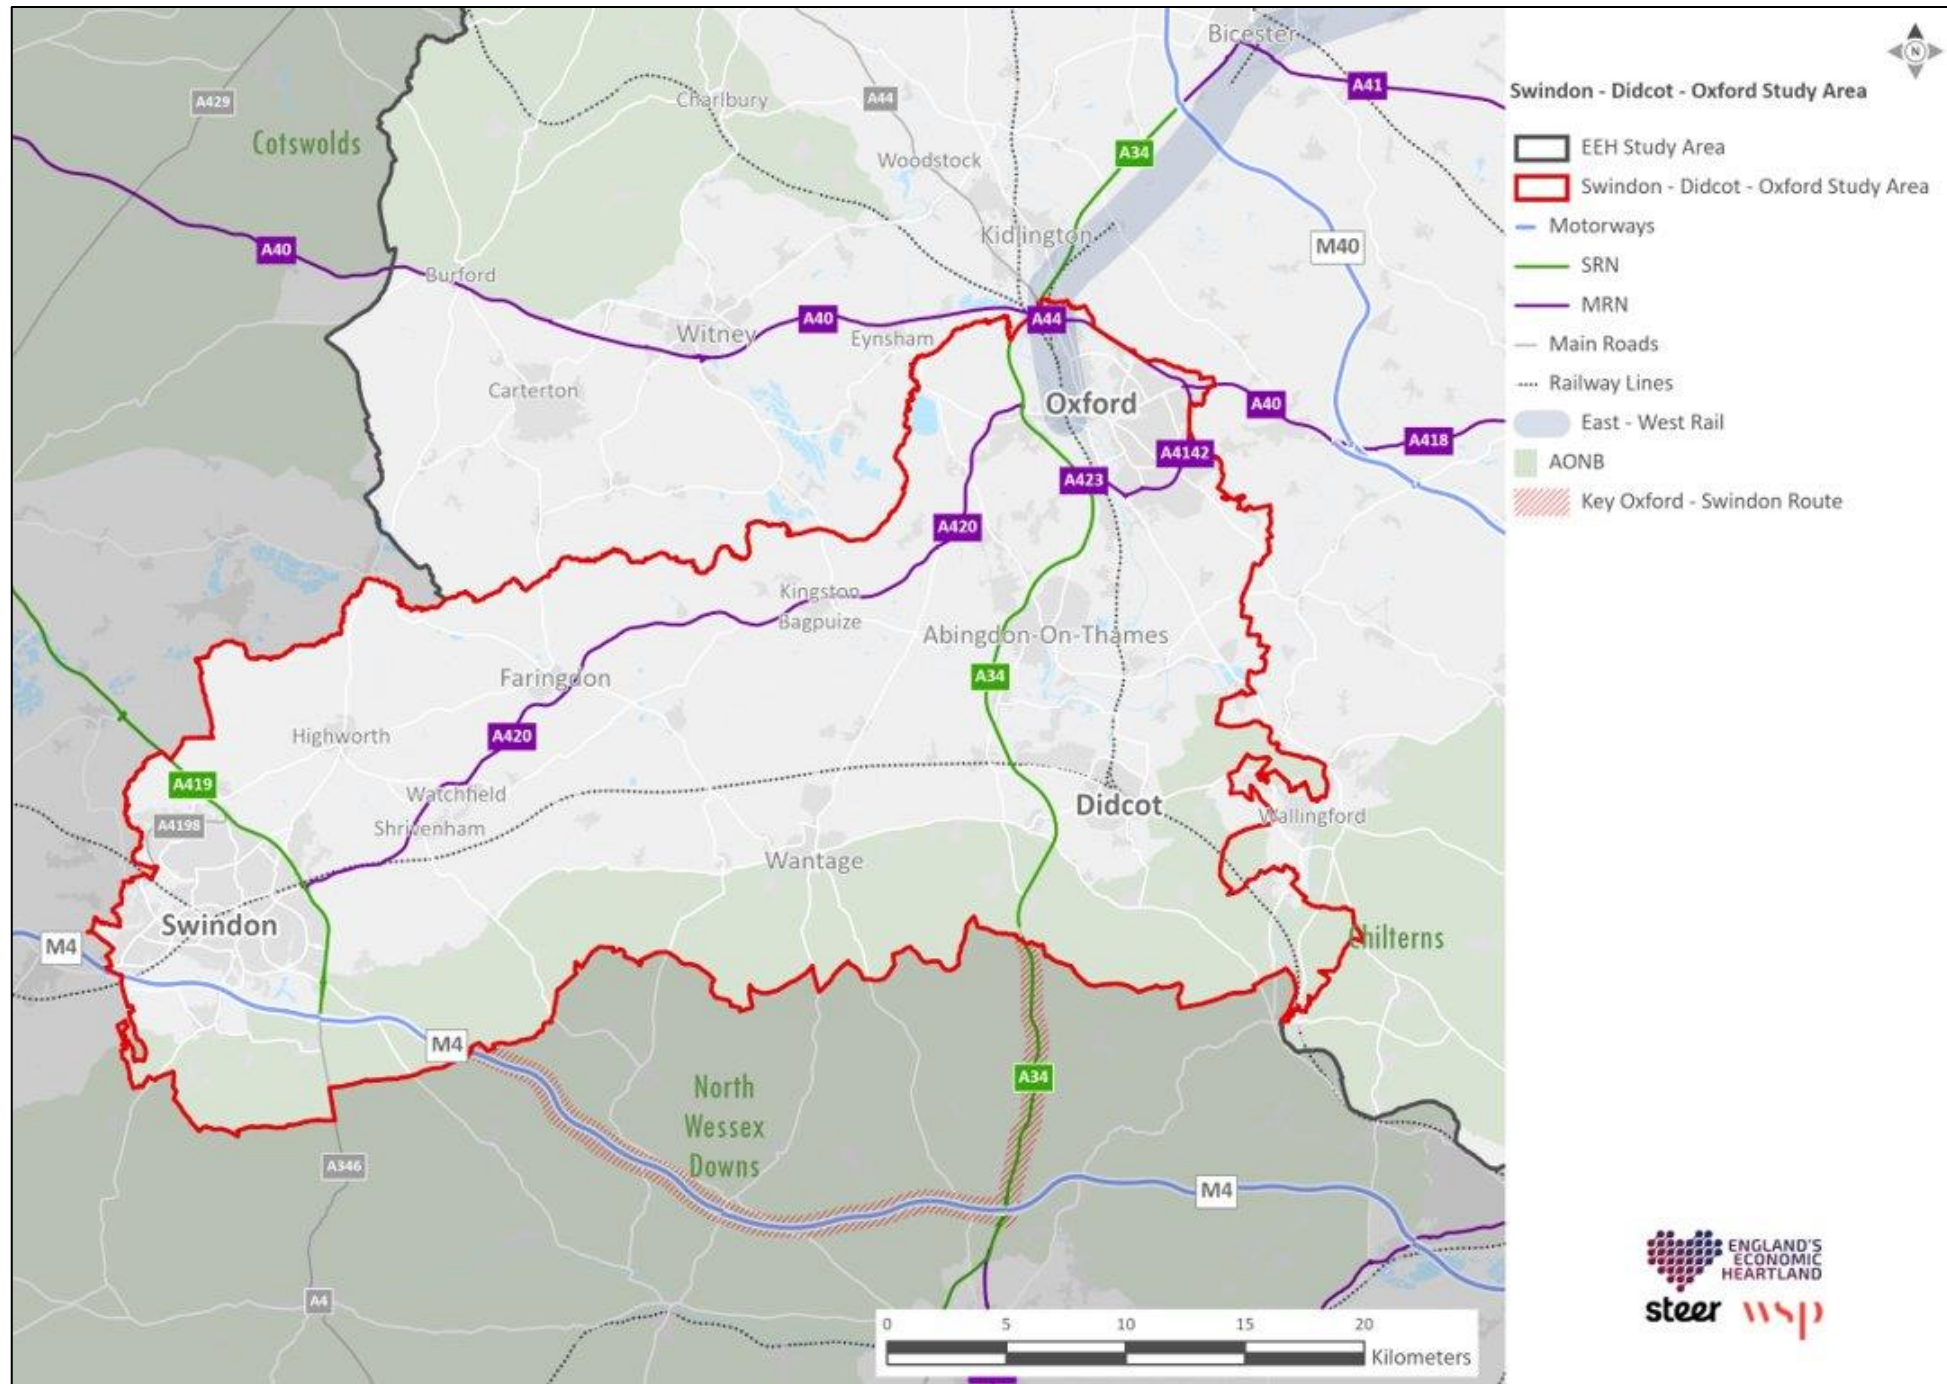 Bicester
A41
A429
Charlbury
A44
Cotswolds
A34
Woodstock
Kidlington
M40
A40
Burford
A40
A44
Witney
Eynsham
Carterton
Oxford
A40
A418
A4142
A423
A420
Kingston
Bagpuize
Abingdon-On-Thames
Faringdon
A34
Highworth
A420
A419
Watchfield
Didcot
A4198
Shrivenham
Wallingford
Wantage
Swindon
Chilterns
M4
M4
North
Wessex
Downs
A34
A346
M4
A4
0 5 10 15 20
Kilometers
N
Swindon - Didcot - Oxford Study Area
EEH Study Area
Swindon - Didcot - Oxford Study Area
Motorways
SRN
MRN
Main Roads
Railway Lines
East - West Rail
AONB
Key Oxford - Swindon Route
ENGLAND'S
ECONOMIC
HEARTLAND
steer wsp